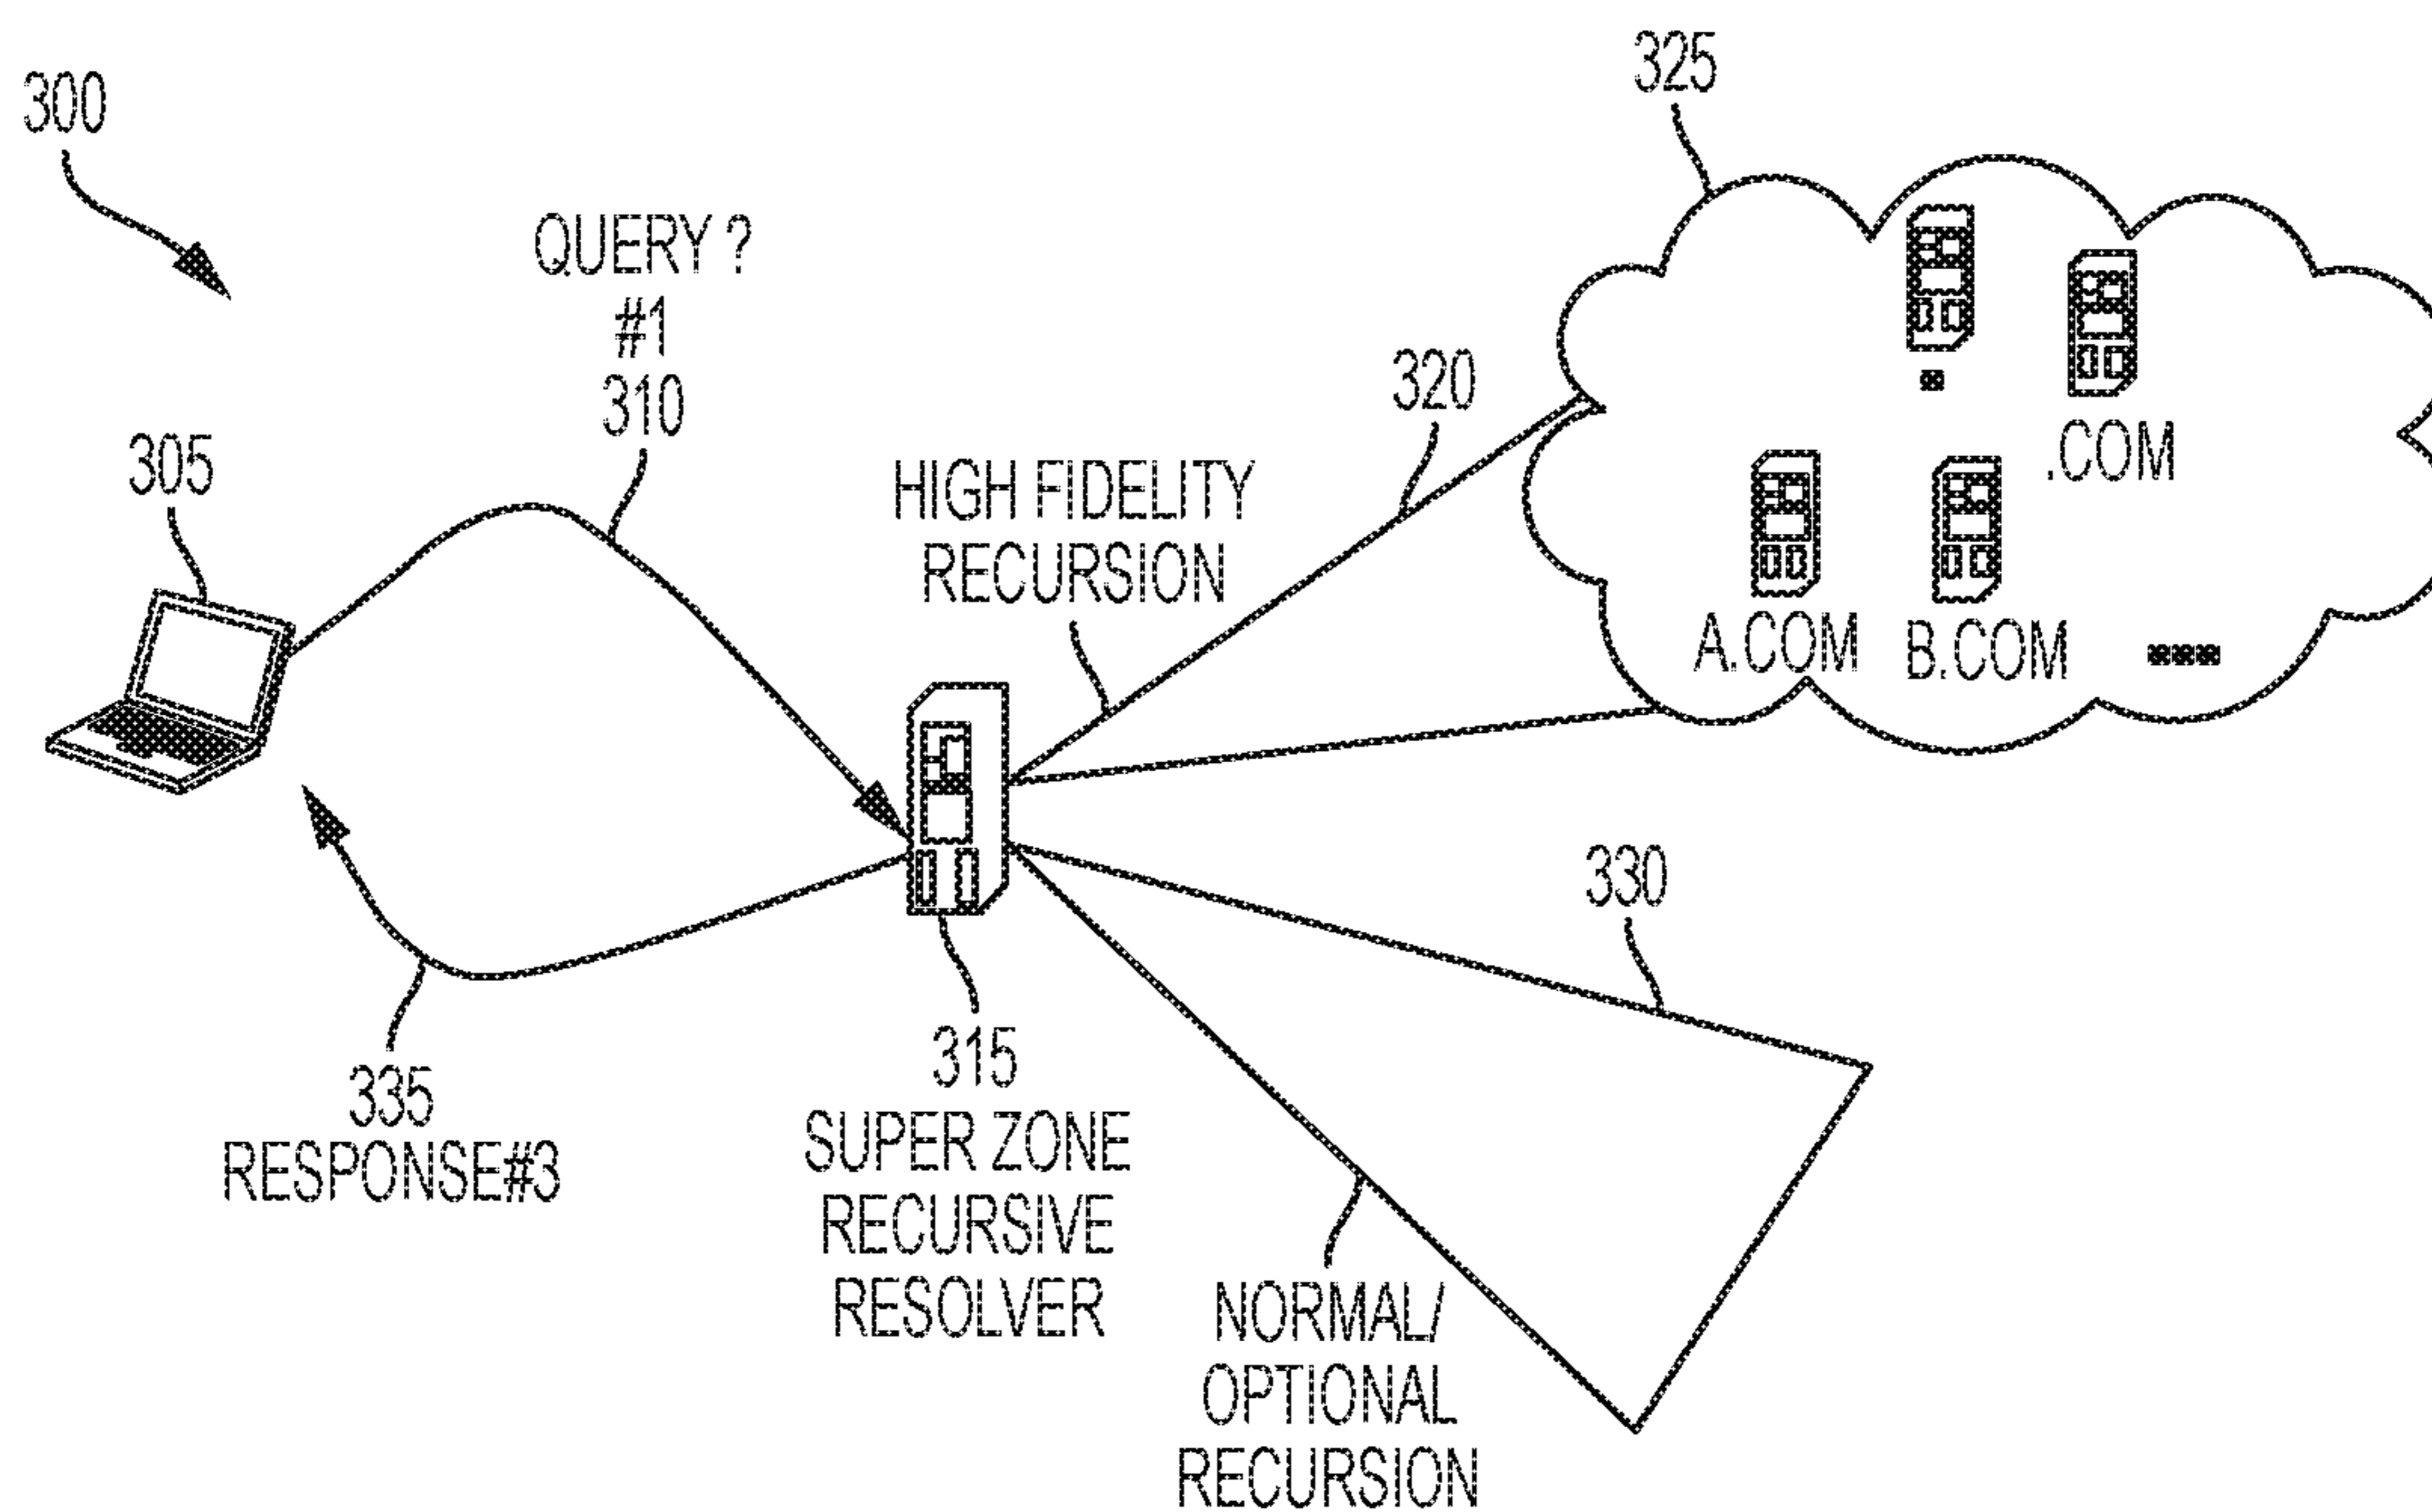 300
325
QUERY ?
#1
310
305
HIGH FIDELITY
RECURSION
320
.
.COM
A.COM
B.COM
...
330
335
RESPONSE#3
315
SUPER ZONE
RECURSIVE
RESOLVER
NORMAL/
OPTIONAL
RECURSION